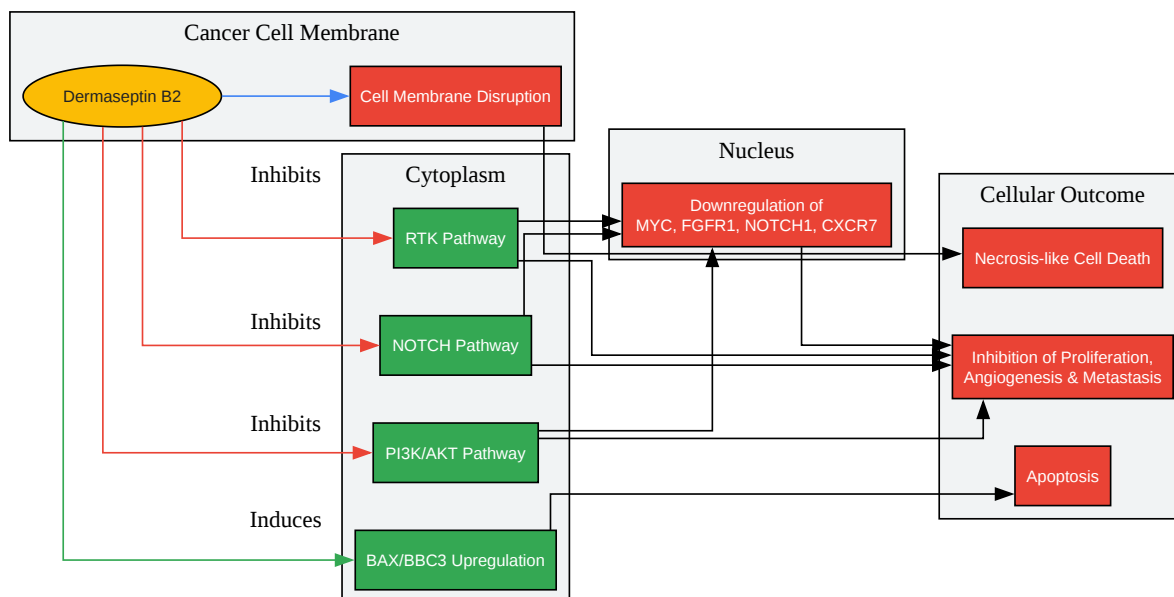 Cancer Cell Membrane
Dermaseptin B2
Cell Membrane Disruption
Inhibits
Inhibits
Inhibits
Induces
Cytoplasm
RTK Pathway
NOTCH Pathway
PI3K/AKT Pathway
BAX/BBC3 Upregulation
Nucleus
Downregulation of
MYC, FGFR1, NOTCH1, CXCR7
Cellular Outcome
Necrosis-like Cell Death
Inhibition of Proliferation,
Angiogenesis & Metastasis
Apoptosis